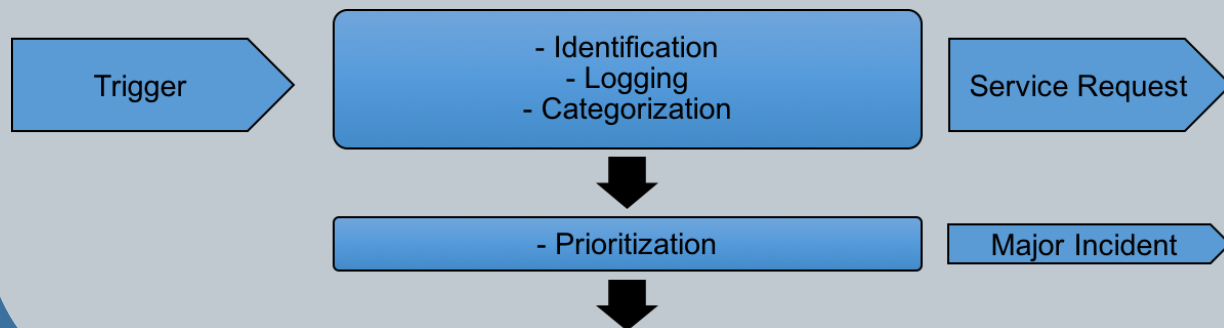 Trigger
- Identification
- Logging
- Categorization
Service Request
- Prioritization
Major Incident